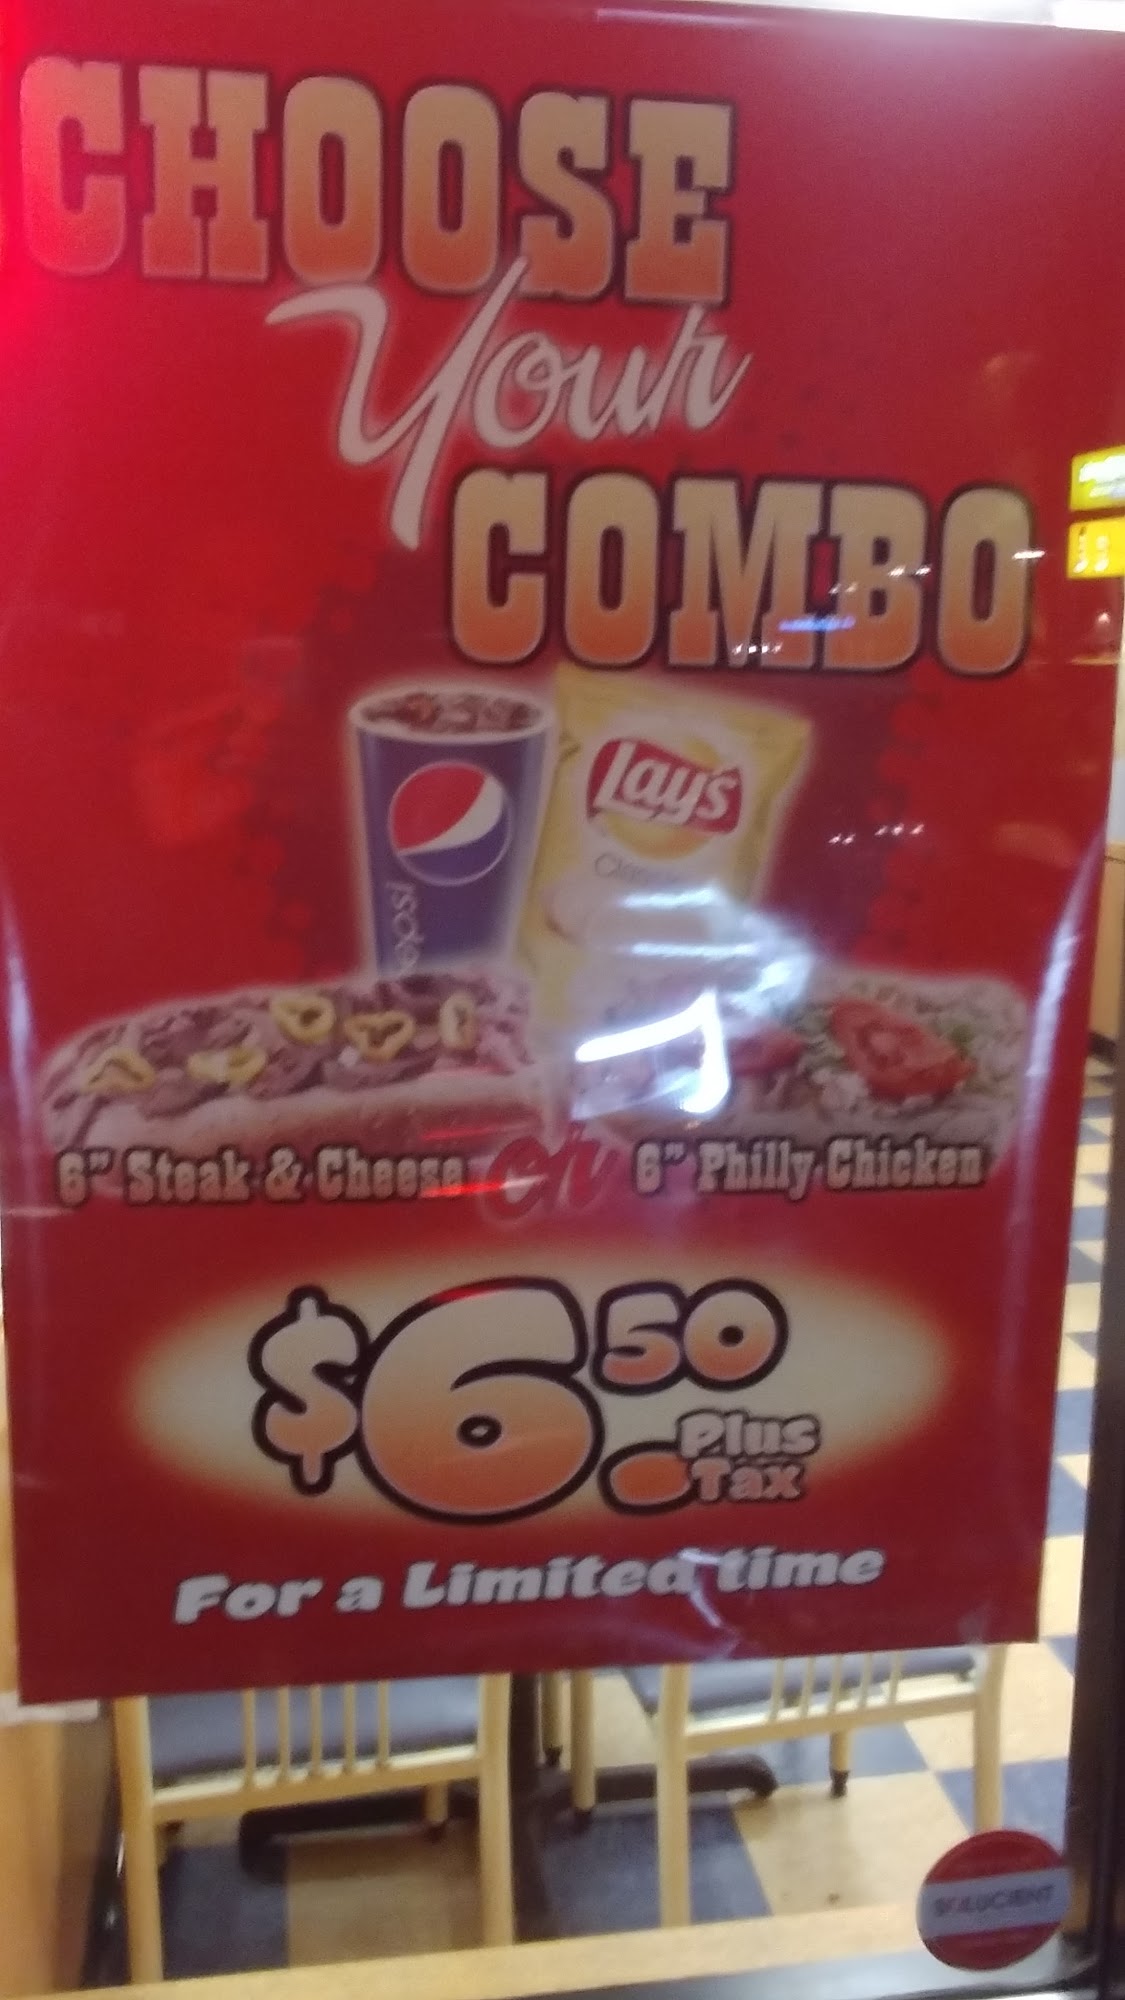 CHOOSE
Your
COMBO
Lay's
Classic
pepsi
6" Steak & Cheese or 6" Philly Chicken
$6.50
Plus
Tax
For a Limited time